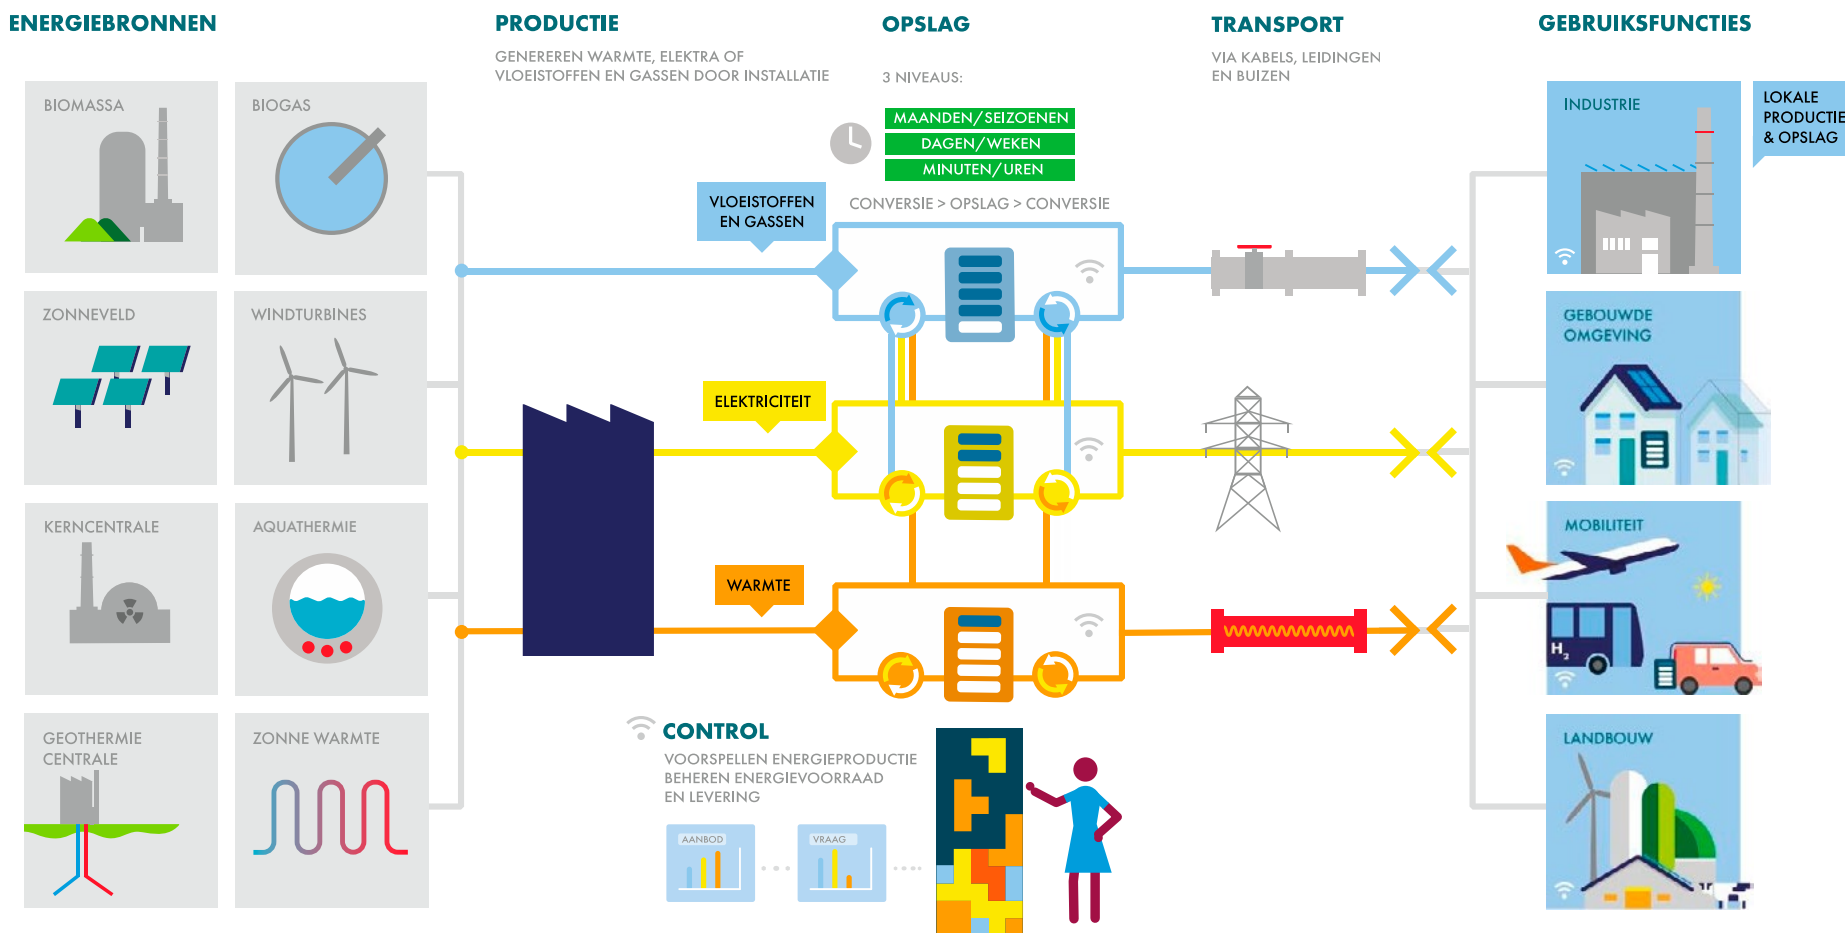 ENERGIEBRONNEN
BIOMASSA
BIOGAS
ZONNEVELD
WINDTURBINES
KERNCENTRALE
AQUATHERMIE
GEOTHERMIE
CENTRALE
ZONNE WARMTE
PRODUCTIE
GENEREREN WARMTE, ELEKTRA OF
VLOEISTOFFEN EN GASSEN DOOR INSTALLATIE
OPSLAG
3 NIVEAUS:
MAANDEN/SEIZOENEN
DAGEN/WEKEN
MINUTEN/UREN
CONVERSIE > OPSLAG > CONVERSIE
VLOEISTOFFEN
EN GASSEN
ELEKTRICITEIT
WARMTE
CONTROL
VOORSPELLEN ENERGIEPRODUCTIE
BEHEREN ENERGIEVOORRAAD
EN LEVERING
AANBOD
VRAAG
TRANSPORT
VIA KABELS, LEIDINGEN
EN BUIZEN
GEBRUIKSFUNCTIES
INDUSTRIE
LOKALE
PRODUCTIE
& OPSLAG
GEBOUWDE
OMGEVING
MOBILITEIT
H2
LANDBOUW